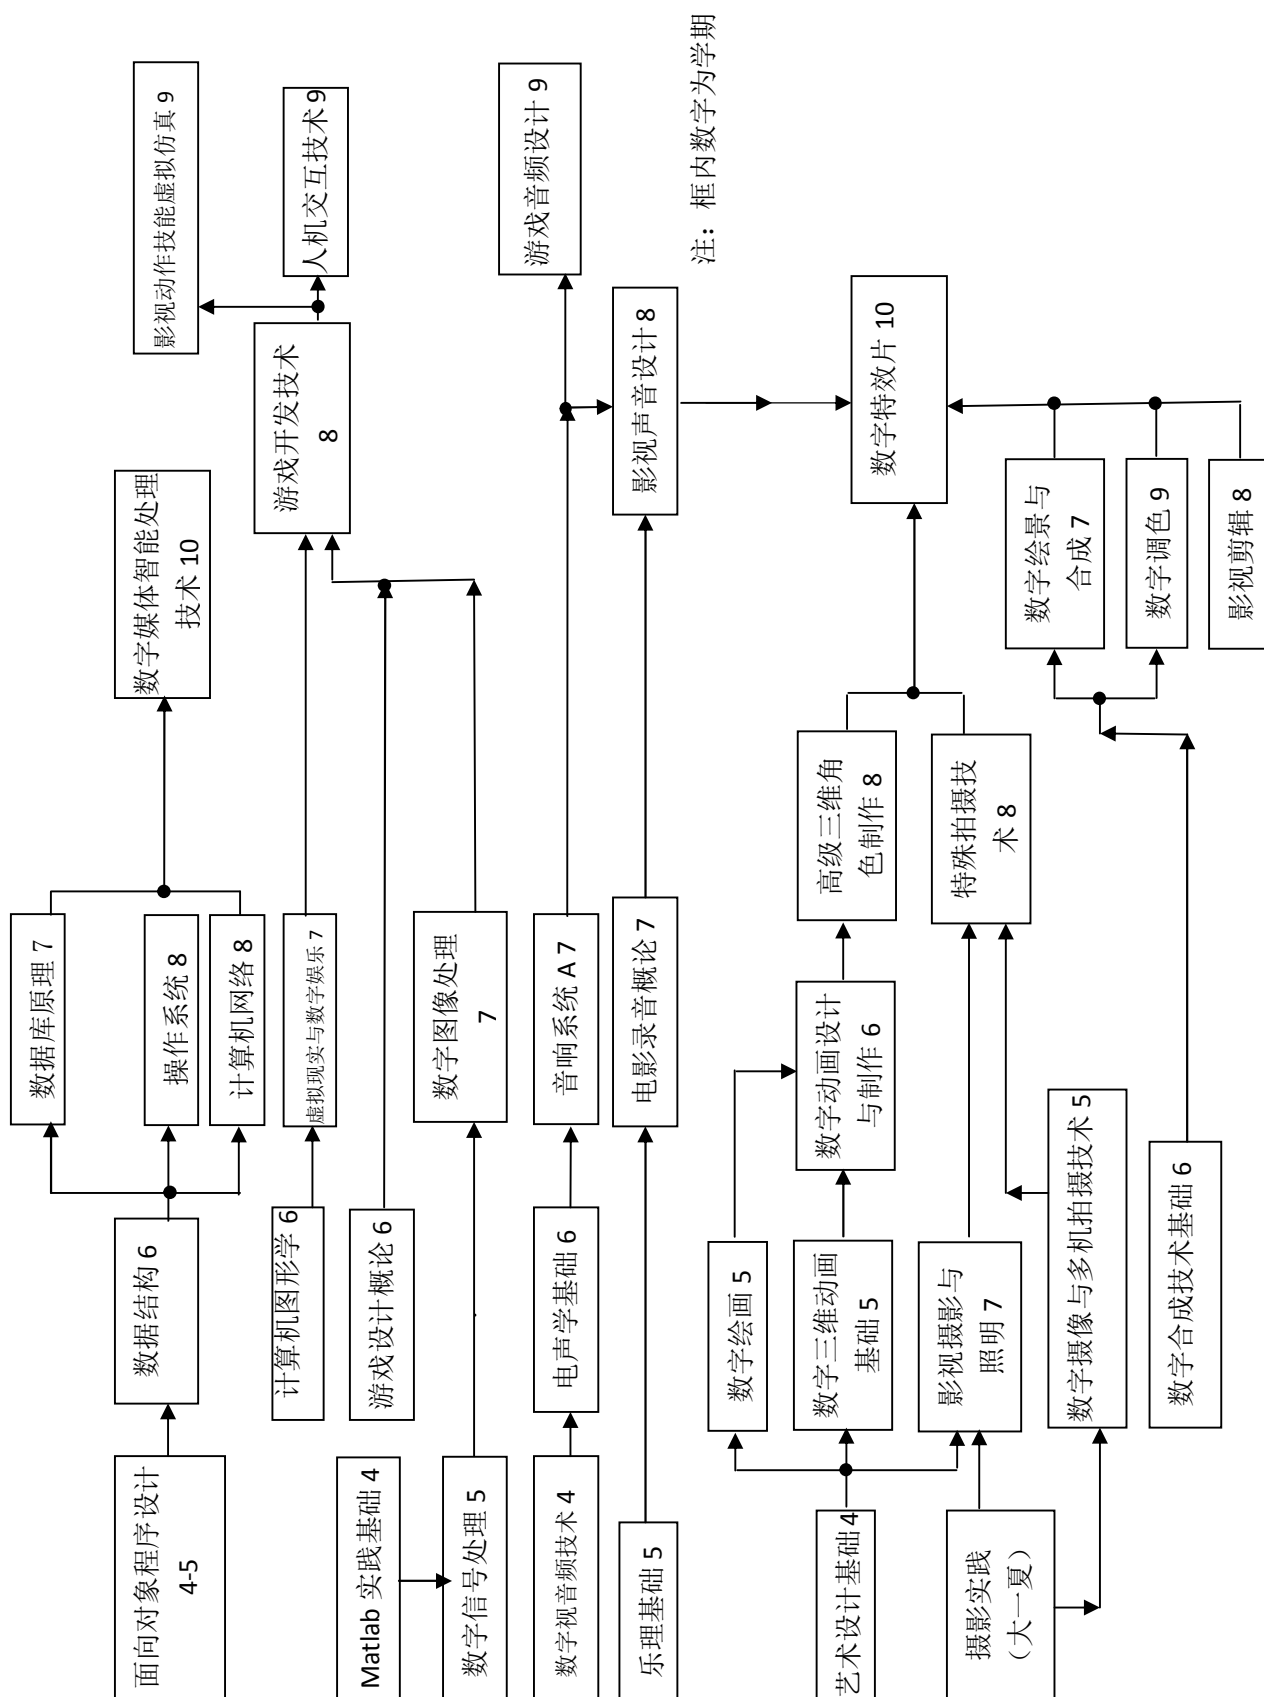 面向对象程序设计
4-5
数据结构 6
数据库原理 7
操作系统 8
计算机网络 8
数字媒体智能处理
技术 10
影视动作技能虚拟仿真 9
人机交互技术 9
游戏开发技术
8
虚拟现实与数字娱乐 7
计算机图形学 6
游戏设计概论 6
Matlab 实践基础 4
数字信号处理 5
数字图像处理
7
数字视音频技术 4
电声学基础 6
音响系统 A 7
游戏音频设计 9
乐理基础 5
电影录音概论 7
影视声音设计 8
注：框内数字为学期
艺术设计基础 4
数字绘画 5
数字三维动画
基础 5
数字动画设计
与制作 6
高级三维角
色制作 8
数字特效片 10
摄影实践
（大一夏）
影视摄影与
照明 7
特殊拍摄技
术 8
数字摄像与多机拍摄技术 5
数字合成技术基础 6
数字绘景与
合成 7
数字调色 9
影视剪辑 8